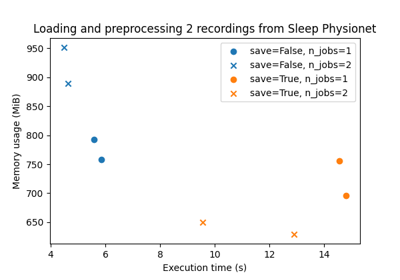 Loading and preprocessing 2 recordings from Sleep Physionet
950
900
850
800
750
700
650
Memory usage (MiB)
save=False, n_jobs=1
save=False, n_jobs=2
save=True, n_jobs=1
save=True, n_jobs=2
4 6 8 10 12 14
Execution time (s)